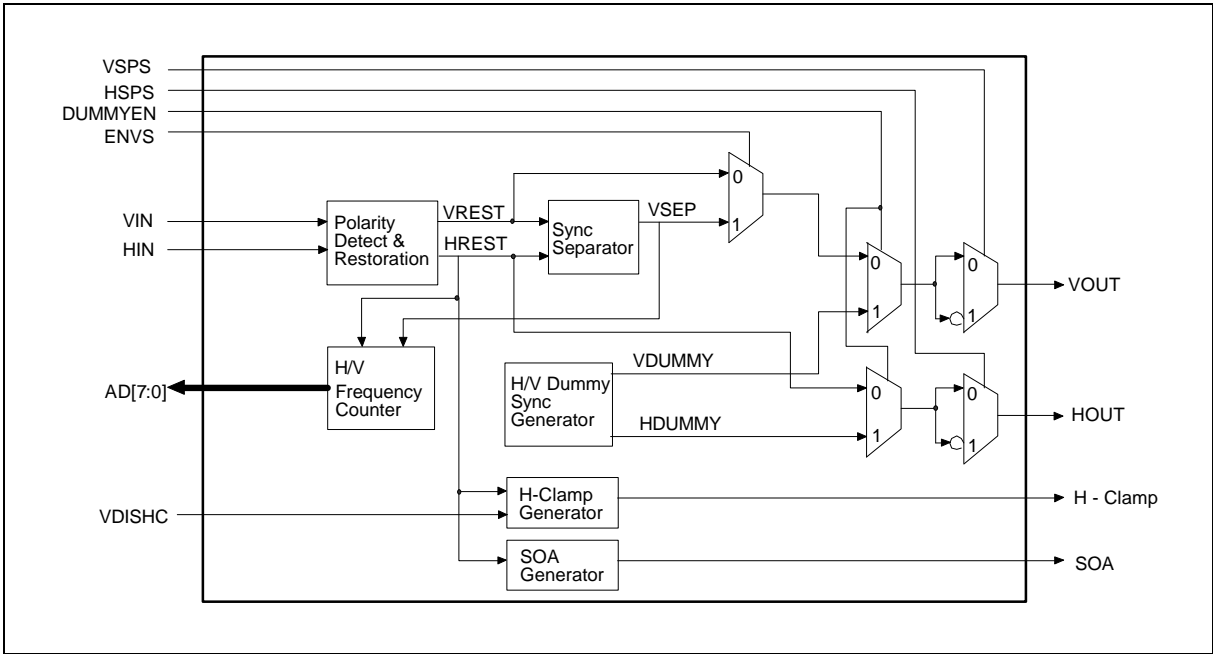 VSPS
HSPS
DUMMYEN
ENVS
0
1
VIN
HIN
Polarity
Detect &
Restoration
VREST
HREST
Sync
Separator
VSEP
0
1
0
1
VOUT
AD[7:0]
H/V
Frequency
Counter
H/V Dummy
Sync
Generator
VDUMMY
HDUMMY
0
1
0
1
HOUT
VDISHC
H-Clamp
Generator
H - Clamp
SOA
Generator
SOA